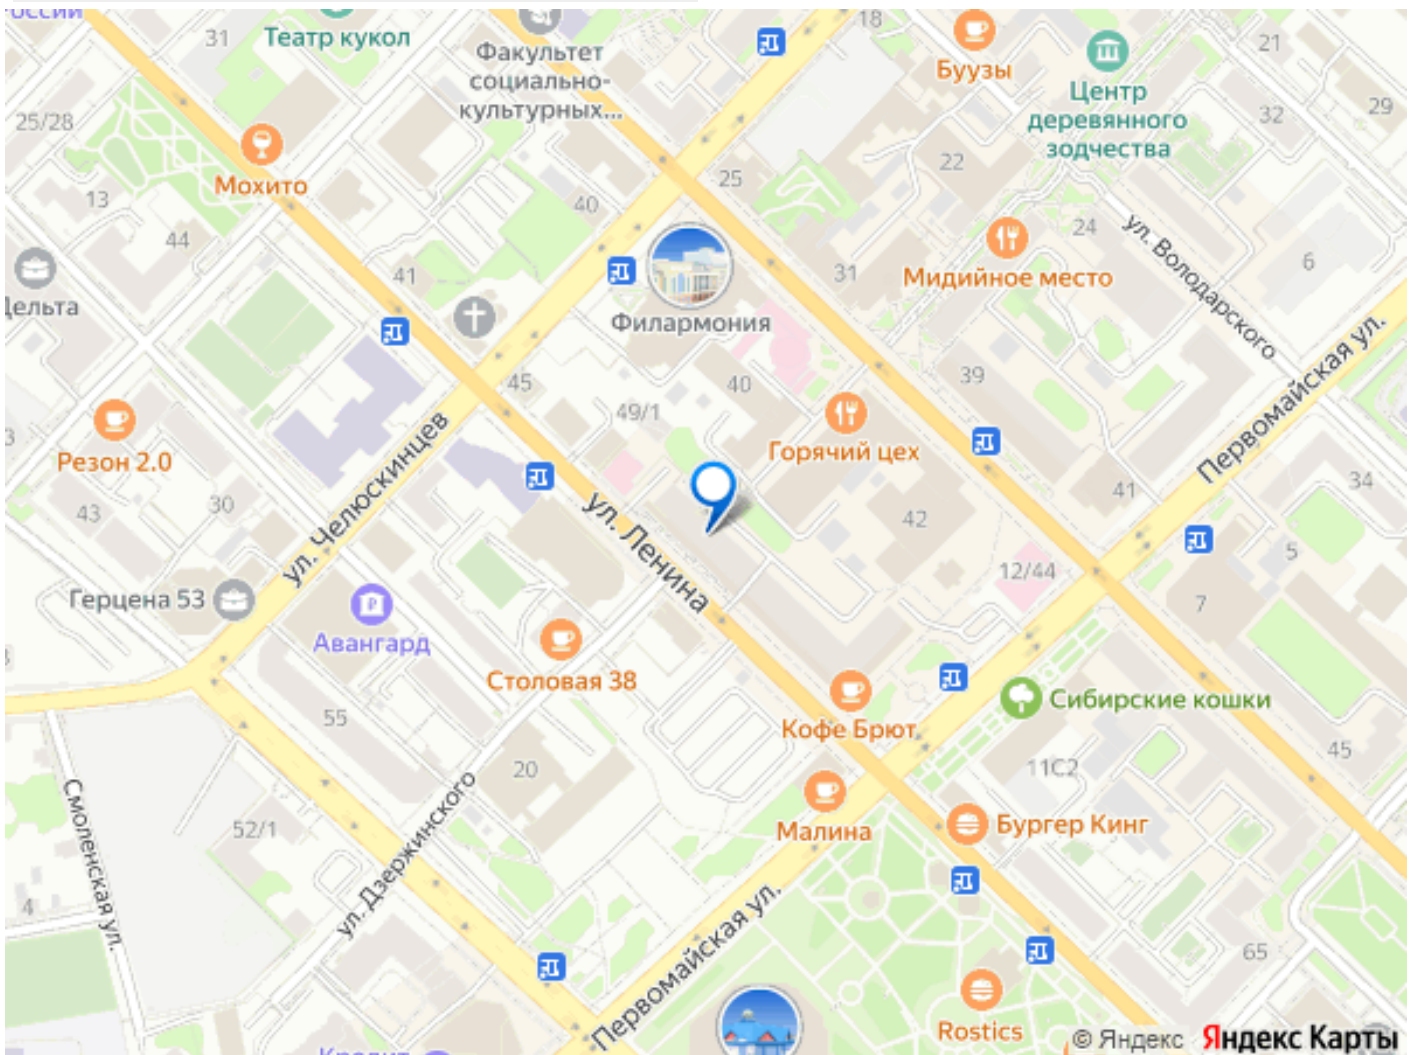 31
Театр кукол
Факультет
социально-
культурных...
18
Буузы
Центр
деревянного
зодчества
21
32
29
25/28
Мохито
13
44
40
25
22
24
ул. Володарского
6
41
Филармония
31
Мидийное место
Первомайская ул.
45
49/1
40
39
Горячий цех
41
34
Резон 2.0
43
30
ул. Челюскинцев
ул. Ленина
42
12/44
5
7
Герцена 53
Авангард
Столовая 38
Сибирские кошки
Кофе Брют
55
20
11С2
45
Малина
Бургер Кинг
Смоленская ул.
52/1
ул. Дзержинского
4
Первомайская ул.
65
Rostics
© Яндекс Яндекс Карты